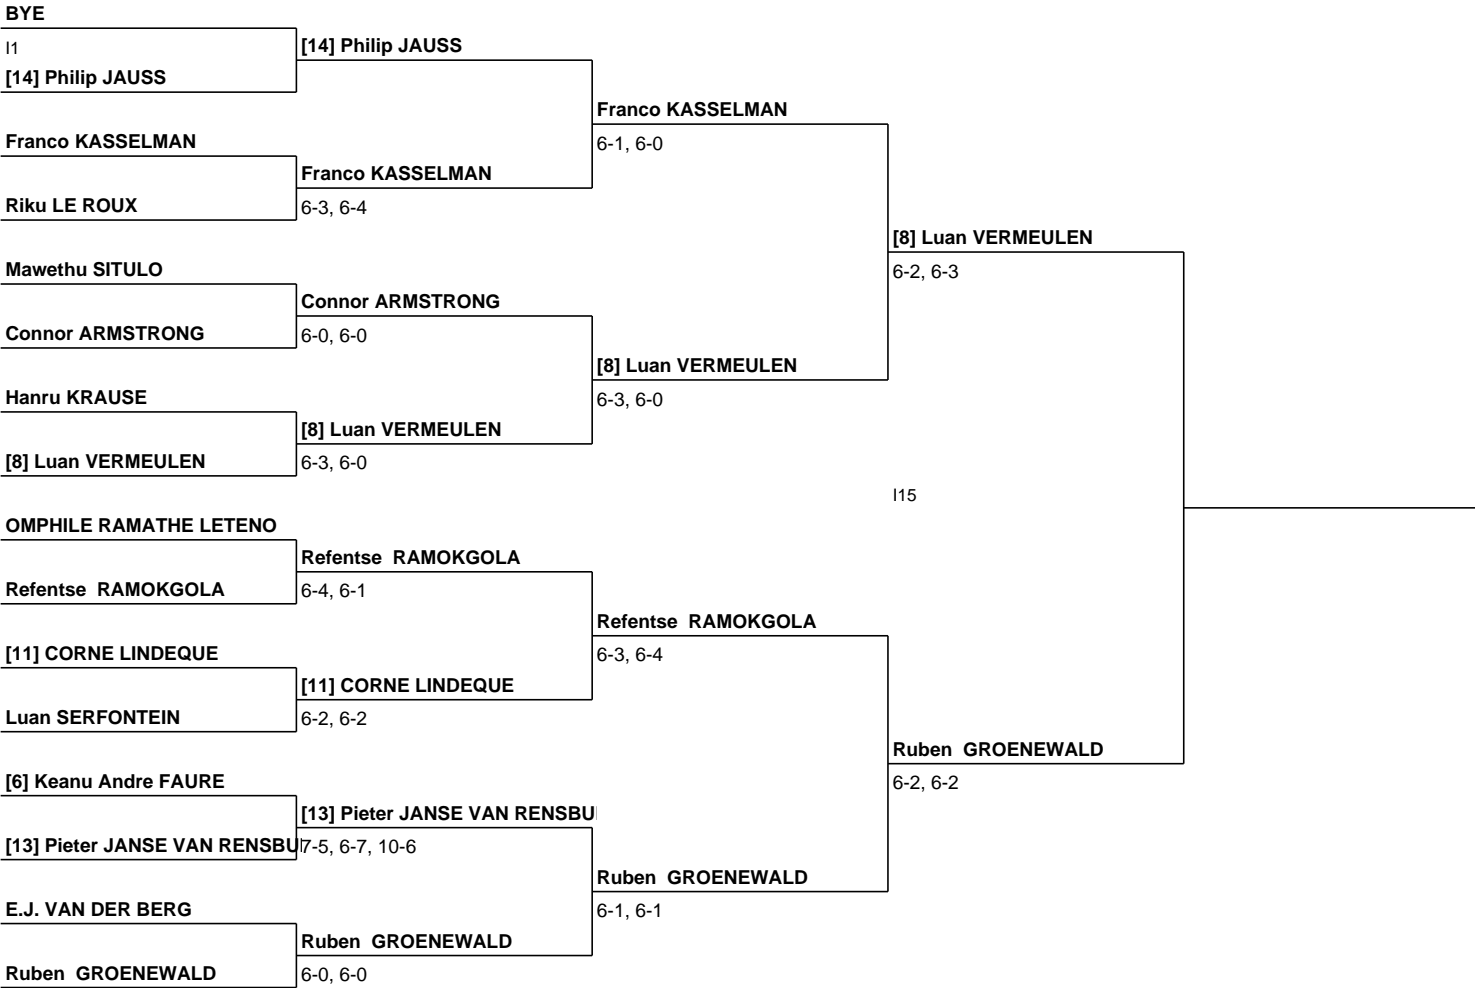 BYE
I1
[14] Philip JAUSS
[14] Philip JAUSS
Franco KASSELMAN
6-1, 6-0
Franco KASSELMAN
Franco KASSELMAN
6-3, 6-4
Riku LE ROUX
[8] Luan VERMEULEN
6-2, 6-3
Mawethu SITULO
Connor ARMSTRONG
6-0, 6-0
Connor ARMSTRONG
[8] Luan VERMEULEN
6-3, 6-0
Hanru KRAUSE
[8] Luan VERMEULEN
6-3, 6-0
[8] Luan VERMEULEN
I15
OMPHILE RAMATHE LETENO
Refentse RAMOKGOLA
6-4, 6-1
Refentse RAMOKGOLA
Refentse RAMOKGOLA
6-3, 6-4
[11] CORNE LINDEQUE
[11] CORNE LINDEQUE
6-2, 6-2
Luan SERFONTEIN
Ruben GROENEWALD
6-2, 6-2
[6] Keanu Andre FAURE
[13] Pieter JANSE VAN RENSBU
7-5, 6-7, 10-6
[13] Pieter JANSE VAN RENSBU
Ruben GROENEWALD
6-1, 6-1
E.J. VAN DER BERG
Ruben GROENEWALD
6-0, 6-0
Ruben GROENEWALD